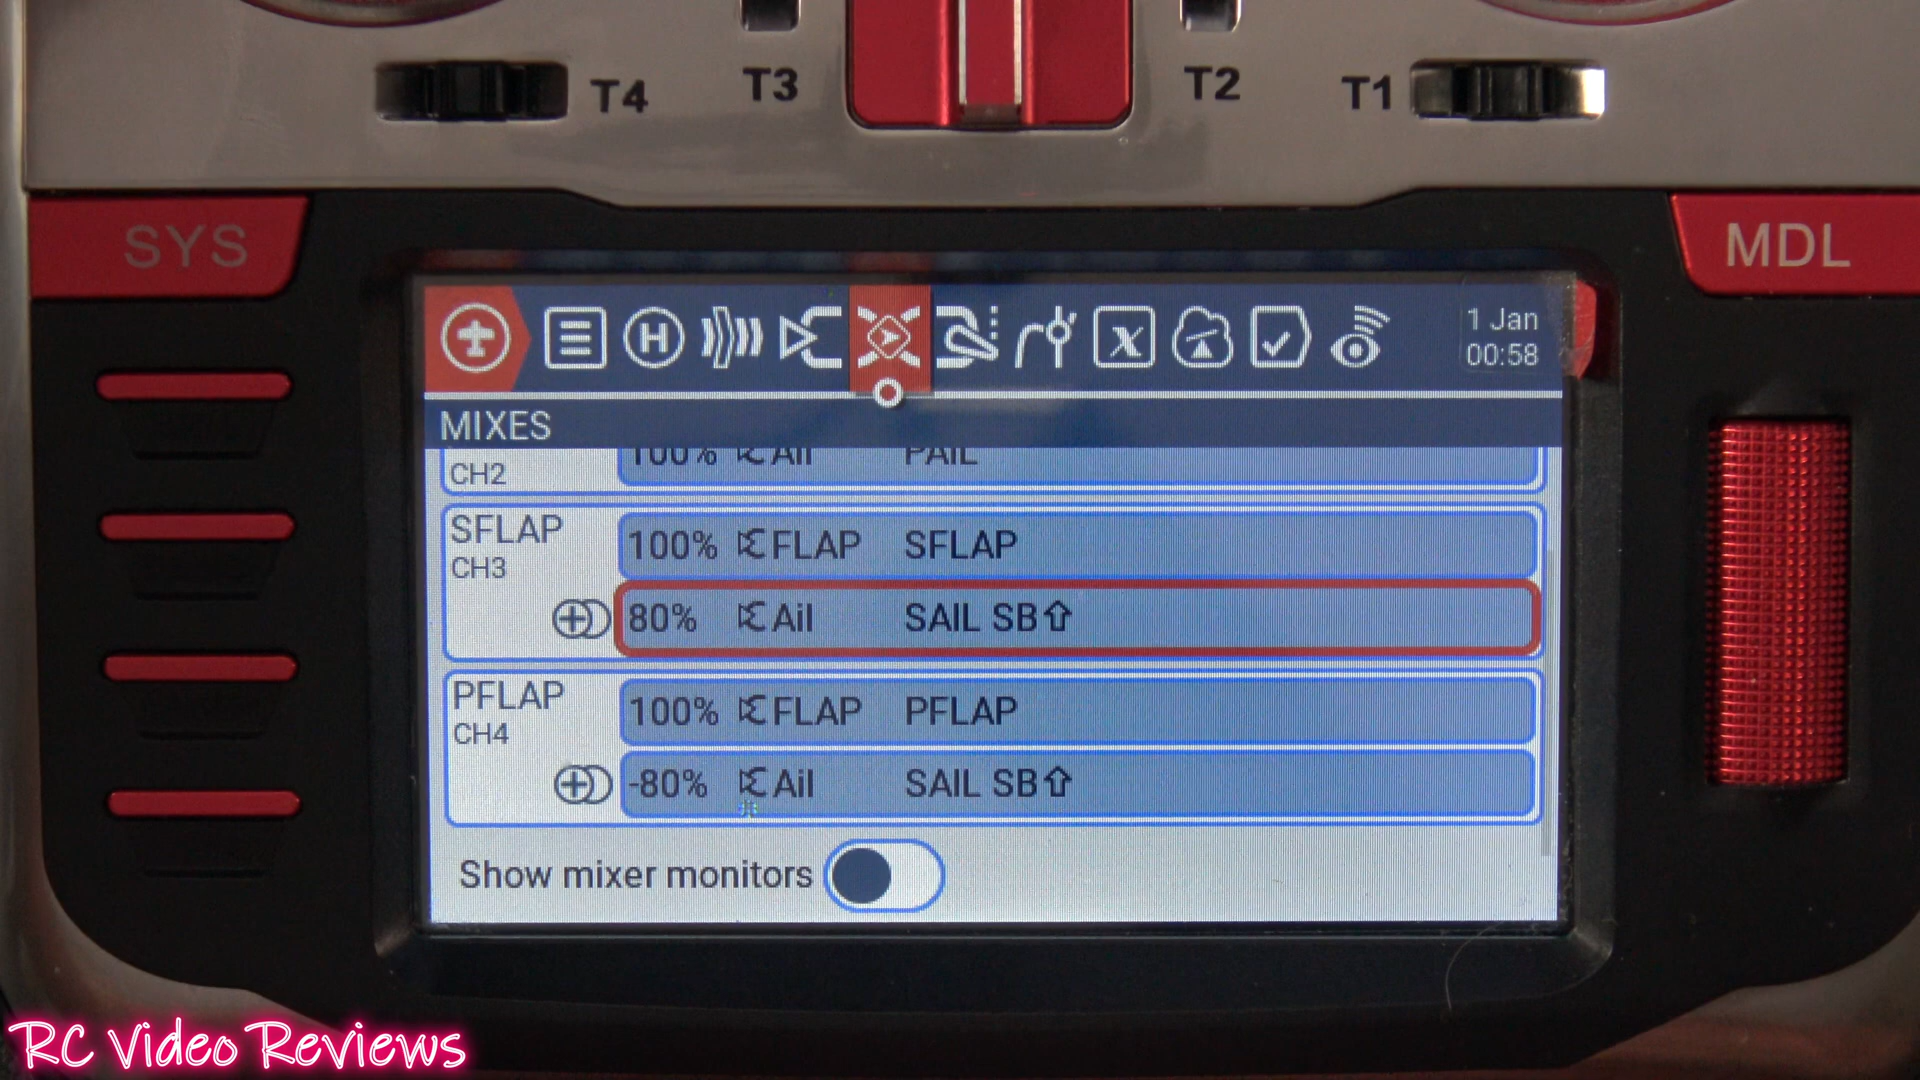 T4
T3
T2
T1
SYS
MDL
1 Jan
00:58
MIXES
CH2
100% Ail PAIL
SFLAP
CH3
100% FLAP SFLAP
80% Ail SAIL SB⇧
PFLAP
CH4
100% FLAP PFLAP
-80% Ail SAIL SB⇧
Show mixer monitors
RC Video Reviews